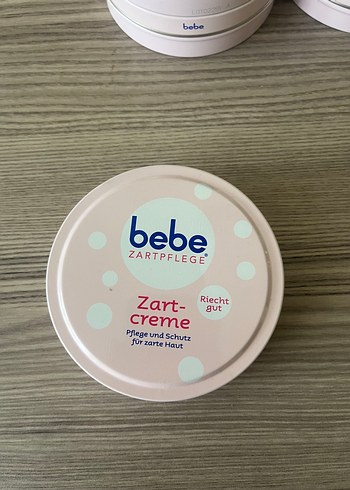 bebe
bebe®
ZARTPFLEGE
Zart-
creme
Riecht
gut
Pflege und Schutz
für zarte Haut